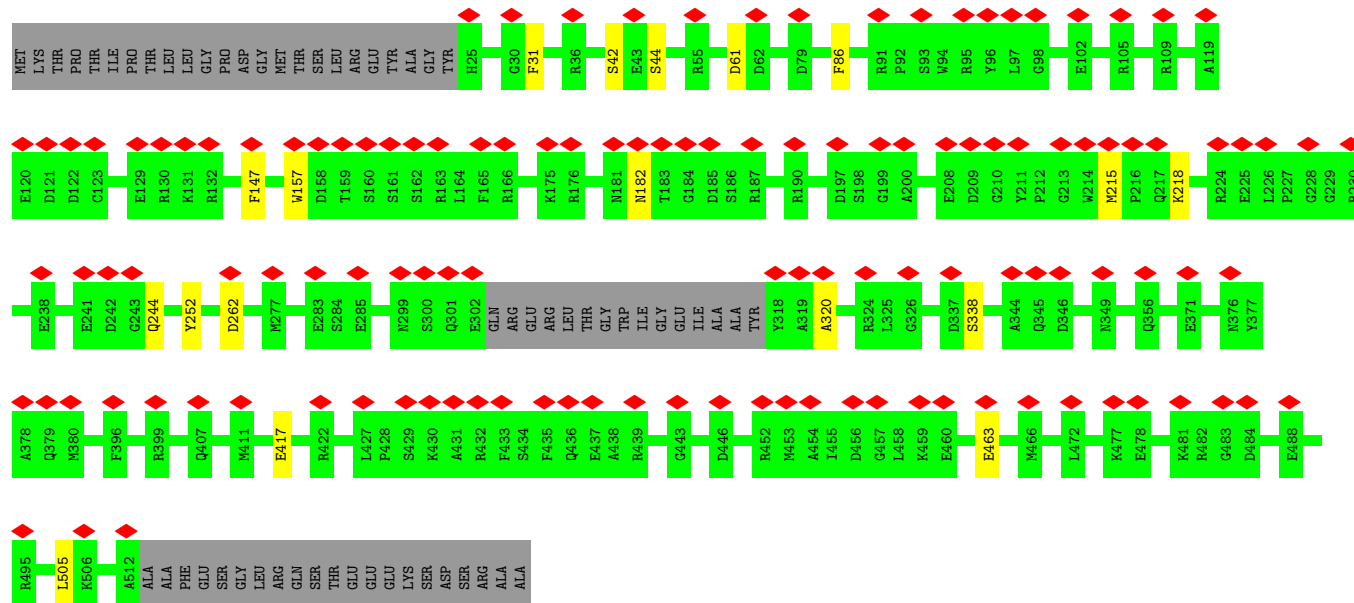 MET LYS THR PRO THR ILE PRO THR LEU LEU GLY PRO ASP GLY MET THR SER LEU ARG GLU TYR ALA GLY TYR H25 G30 F31 R36 S42 E43 S44 R55 D61 D62 D79 F86 R91 P92 S93 W94 R95 Y96 L97 G98 E102 R105 R109 A119
E120 D121 D122 C123 E129 R130 K131 R132 F147 W157 D158 T159 S160 S161 S162 R163 L164 F165 R166 K175 R176 N181 N182 T183 G184 D185 S186 R187 R190 D197 S198 G199 A200 E208 D209 G210 Y211 P212 G213 W214 M215 P216 Q217 K218 R224 E225 L226 P227 G228 G229
E238 E241 D242 G243 Q244 Y252 D262 M277 E283 S284 E285 N299 S300 Q301 E302 GLN ARG GLU ARG LEU THR GLY TRP ILE GLY GLU ILE ALA ALA TYR Y318 A319 A320 R324 L325 G326 D337 S338 A344 Q345 D346 N349 Q356 E371 N376 Y377
A378 Q379 M380 F396 R399 Q407 M411 E417 R422 L427 P428 S429 K430 A431 R432 F433 S434 F435 Q436 E437 A438 R439 G443 D446 R452 M453 A454 I455 D456 G457 L458 K459 E460 E463 M466 L472 K477 E478 K481 R482 G483 D484 E488
R495 L505 K506 A512 ALA ALA PHE GLU SER GLY LEU ARG GLN SER THR GLU GLU GLU LYS SER ASP SER ARG ALA ALA